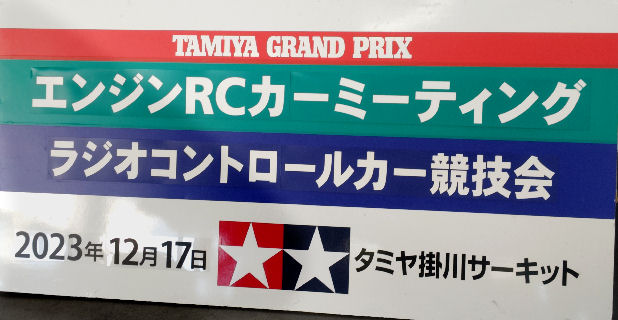 TAMIYA GRAND PRIX
エンジンRCカーミーティング
ラジオコントロールカー競技会
2023年12月17日 タミヤ掛川サーキット